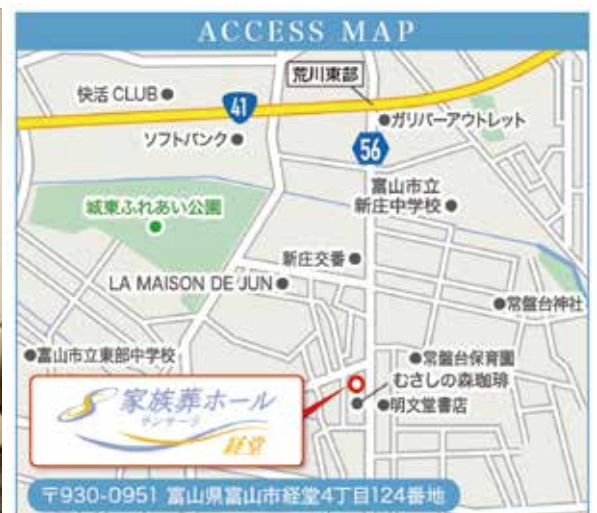 ACCESS MAP
荒川東部
快活 CLUB
41
ガリバーアウトレット
ソフトバンク
56
富山市立
新庄中学校
城東ふれあい公園
新庄交番
LA MAISON DE JUN
常盤台神社
富山市立東部中学校
常盤台保育園
むさしの森珈琲
明文堂書店
家族葬ホール
サンサーラ
経堂
〒930-0951 富山県富山市経堂4丁目124番地